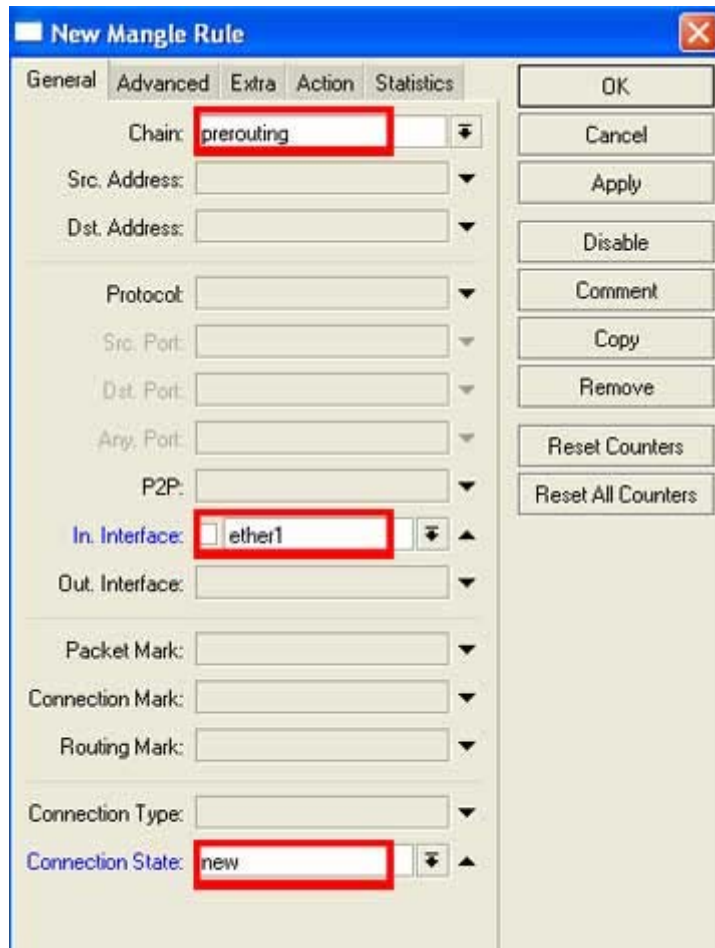 New Mangle Rule
General Advanced Extra Action Statistics
Chain: prerouting
Src. Address:
Dst. Address:
Protocol:
Src. Port:
Dst. Port:
Any. Port:
P2P:
In. Interface: ether1
Out. Interface:
Packet Mark:
Connection Mark:
Routing Mark:
Connection Type:
Connection State: new
OK
Cancel
Apply
Disable
Comment
Copy
Remove
Reset Counters
Reset All Counters